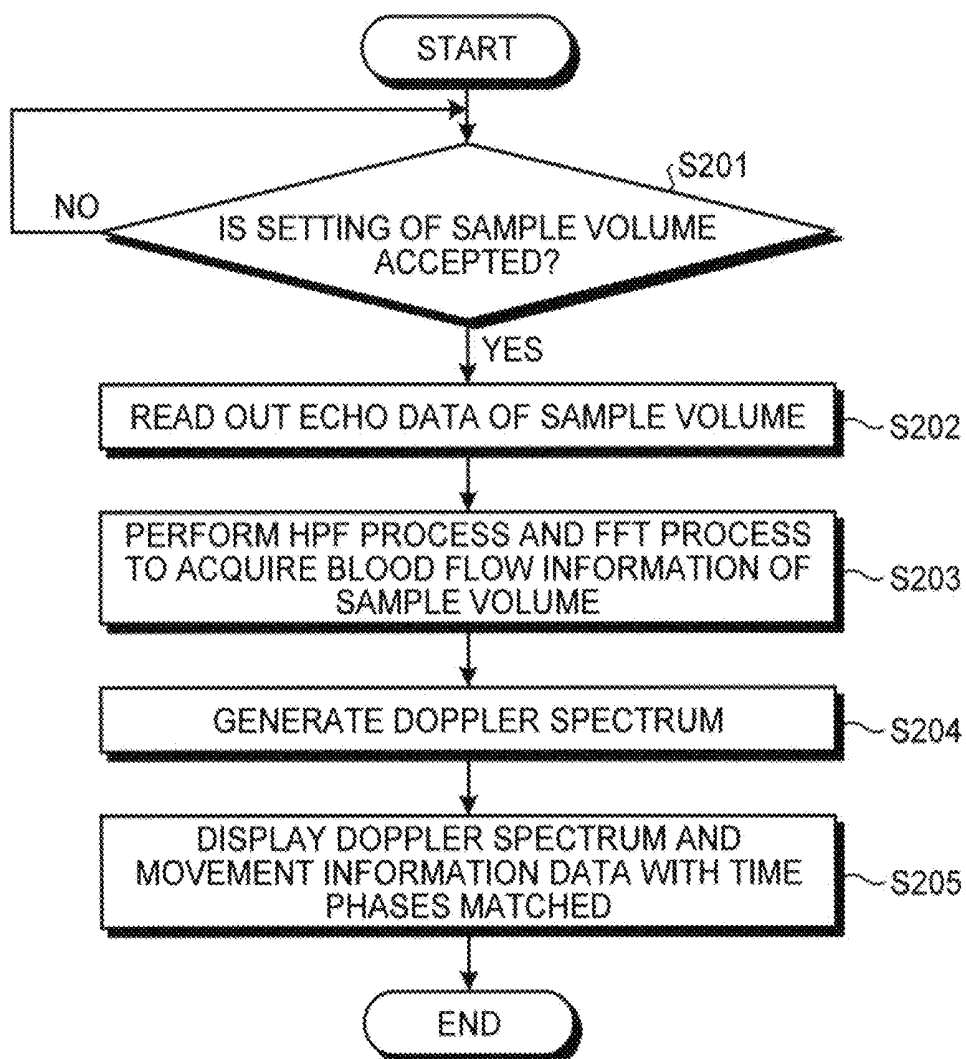 START
S201
NO
IS SETTING OF SAMPLE VOLUME
ACCEPTED?
YES
READ OUT ECHO DATA OF SAMPLE VOLUME
S202
PERFORM HPF PROCESS AND FFT PROCESS
TO ACQUIRE BLOOD FLOW INFORMATION OF
SAMPLE VOLUME
S203
GENERATE DOPPLER SPECTRUM
S204
DISPLAY DOPPLER SPECTRUM AND
MOVEMENT INFORMATION DATA WITH TIME
PHASES MATCHED
S205
END